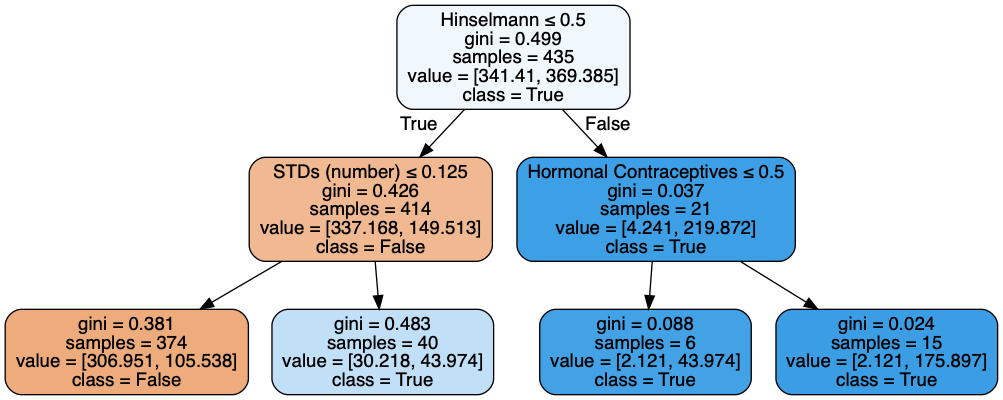 Hinselmann ≤ 0.5
gini = 0.499
samples = 435
value = [341.41, 369.385]
class = True
True
False
STDs (number) ≤ 0.125
gini = 0.426
samples = 414
value = [337.168, 149.513]
class = False
Hormonal Contraceptives ≤ 0.5
gini = 0.037
samples = 21
value = [4.241, 219.872]
class = True
gini = 0.381
samples = 374
value = [306.951, 105.538]
class = False
gini = 0.483
samples = 40
value = [30.218, 43.974]
class = True
gini = 0.088
samples = 6
value = [2.121, 43.974]
class = True
gini = 0.024
samples = 15
value = [2.121, 175.897]
class = True